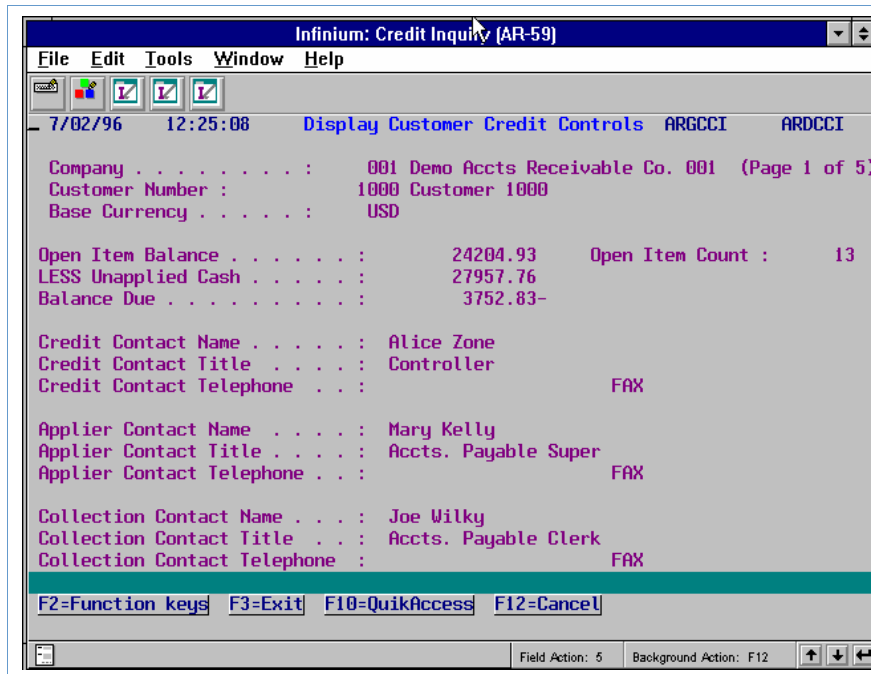 Infinium: Credit Inquiry (AR-59)
File Edit Tools Window Help
7/02/96 12:25:08 Display Customer Credit Controls ARGCCI ARDCCI
Company . . . . . . . . : 001 Demo Accts Receivable Co. 001 (Page 1 of 5)
Customer Number : 1000 Customer 1000
Base Currency . . . . . : USD
Open Item Balance . . . . . . : 24204.93 Open Item Count : 13
LESS Unapplied Cash . . . . . : 27957.76
Balance Due . . . . . . . . . : 3752.83-
Credit Contact Name . . . . . : Alice Zone
Credit Contact Title . . . . : Controller
Credit Contact Telephone . . : FAX
Applier Contact Name . . . . : Mary Kelly
Applier Contact Title . . . . : Accts. Payable Super
Applier Contact Telephone . . : FAX
Collection Contact Name . . . : Joe Wilky
Collection Contact Title . . : Accts. Payable Clerk
Collection Contact Telephone : FAX
F2=Function keys F3=Exit F10=QuikAccess F12=Cancel
Field Action: 5 Background Action: F12